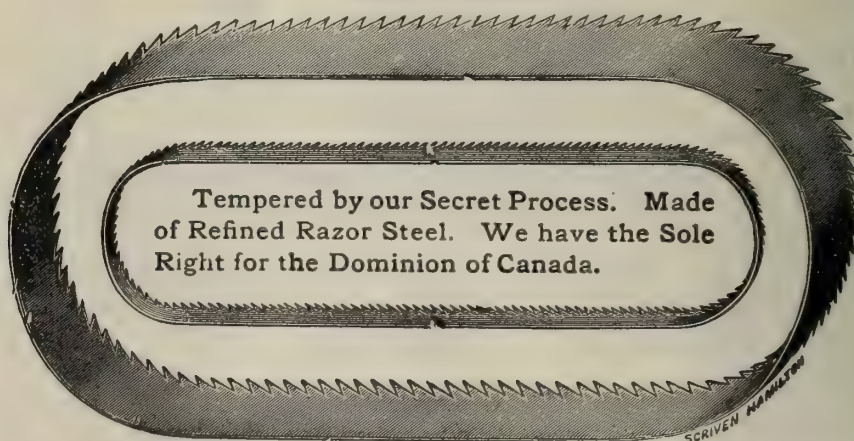 Tempered by our Secret Process. Made
of Refined Razor Steel. We have the Sole
Right for the Dominion of Canada.
SCRIVEN HAMILTON